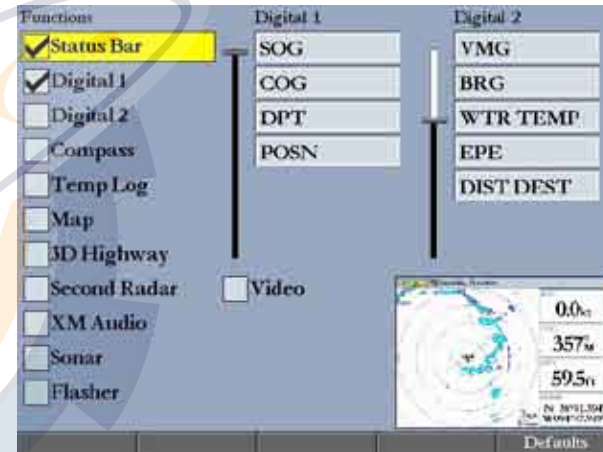 Functions
Digital 1
Digital 2
Status Bar
Digital 1
Digital 2
Compass
Temp Log
Map
3D Highway
Second Radar
XM Audio
Sonar
Flasher
SOG
COG
DPT
POSN
VMG
BRG
WTR TEMP
EPE
DIST DEST
Video
0.0
357
59.5
Defaults